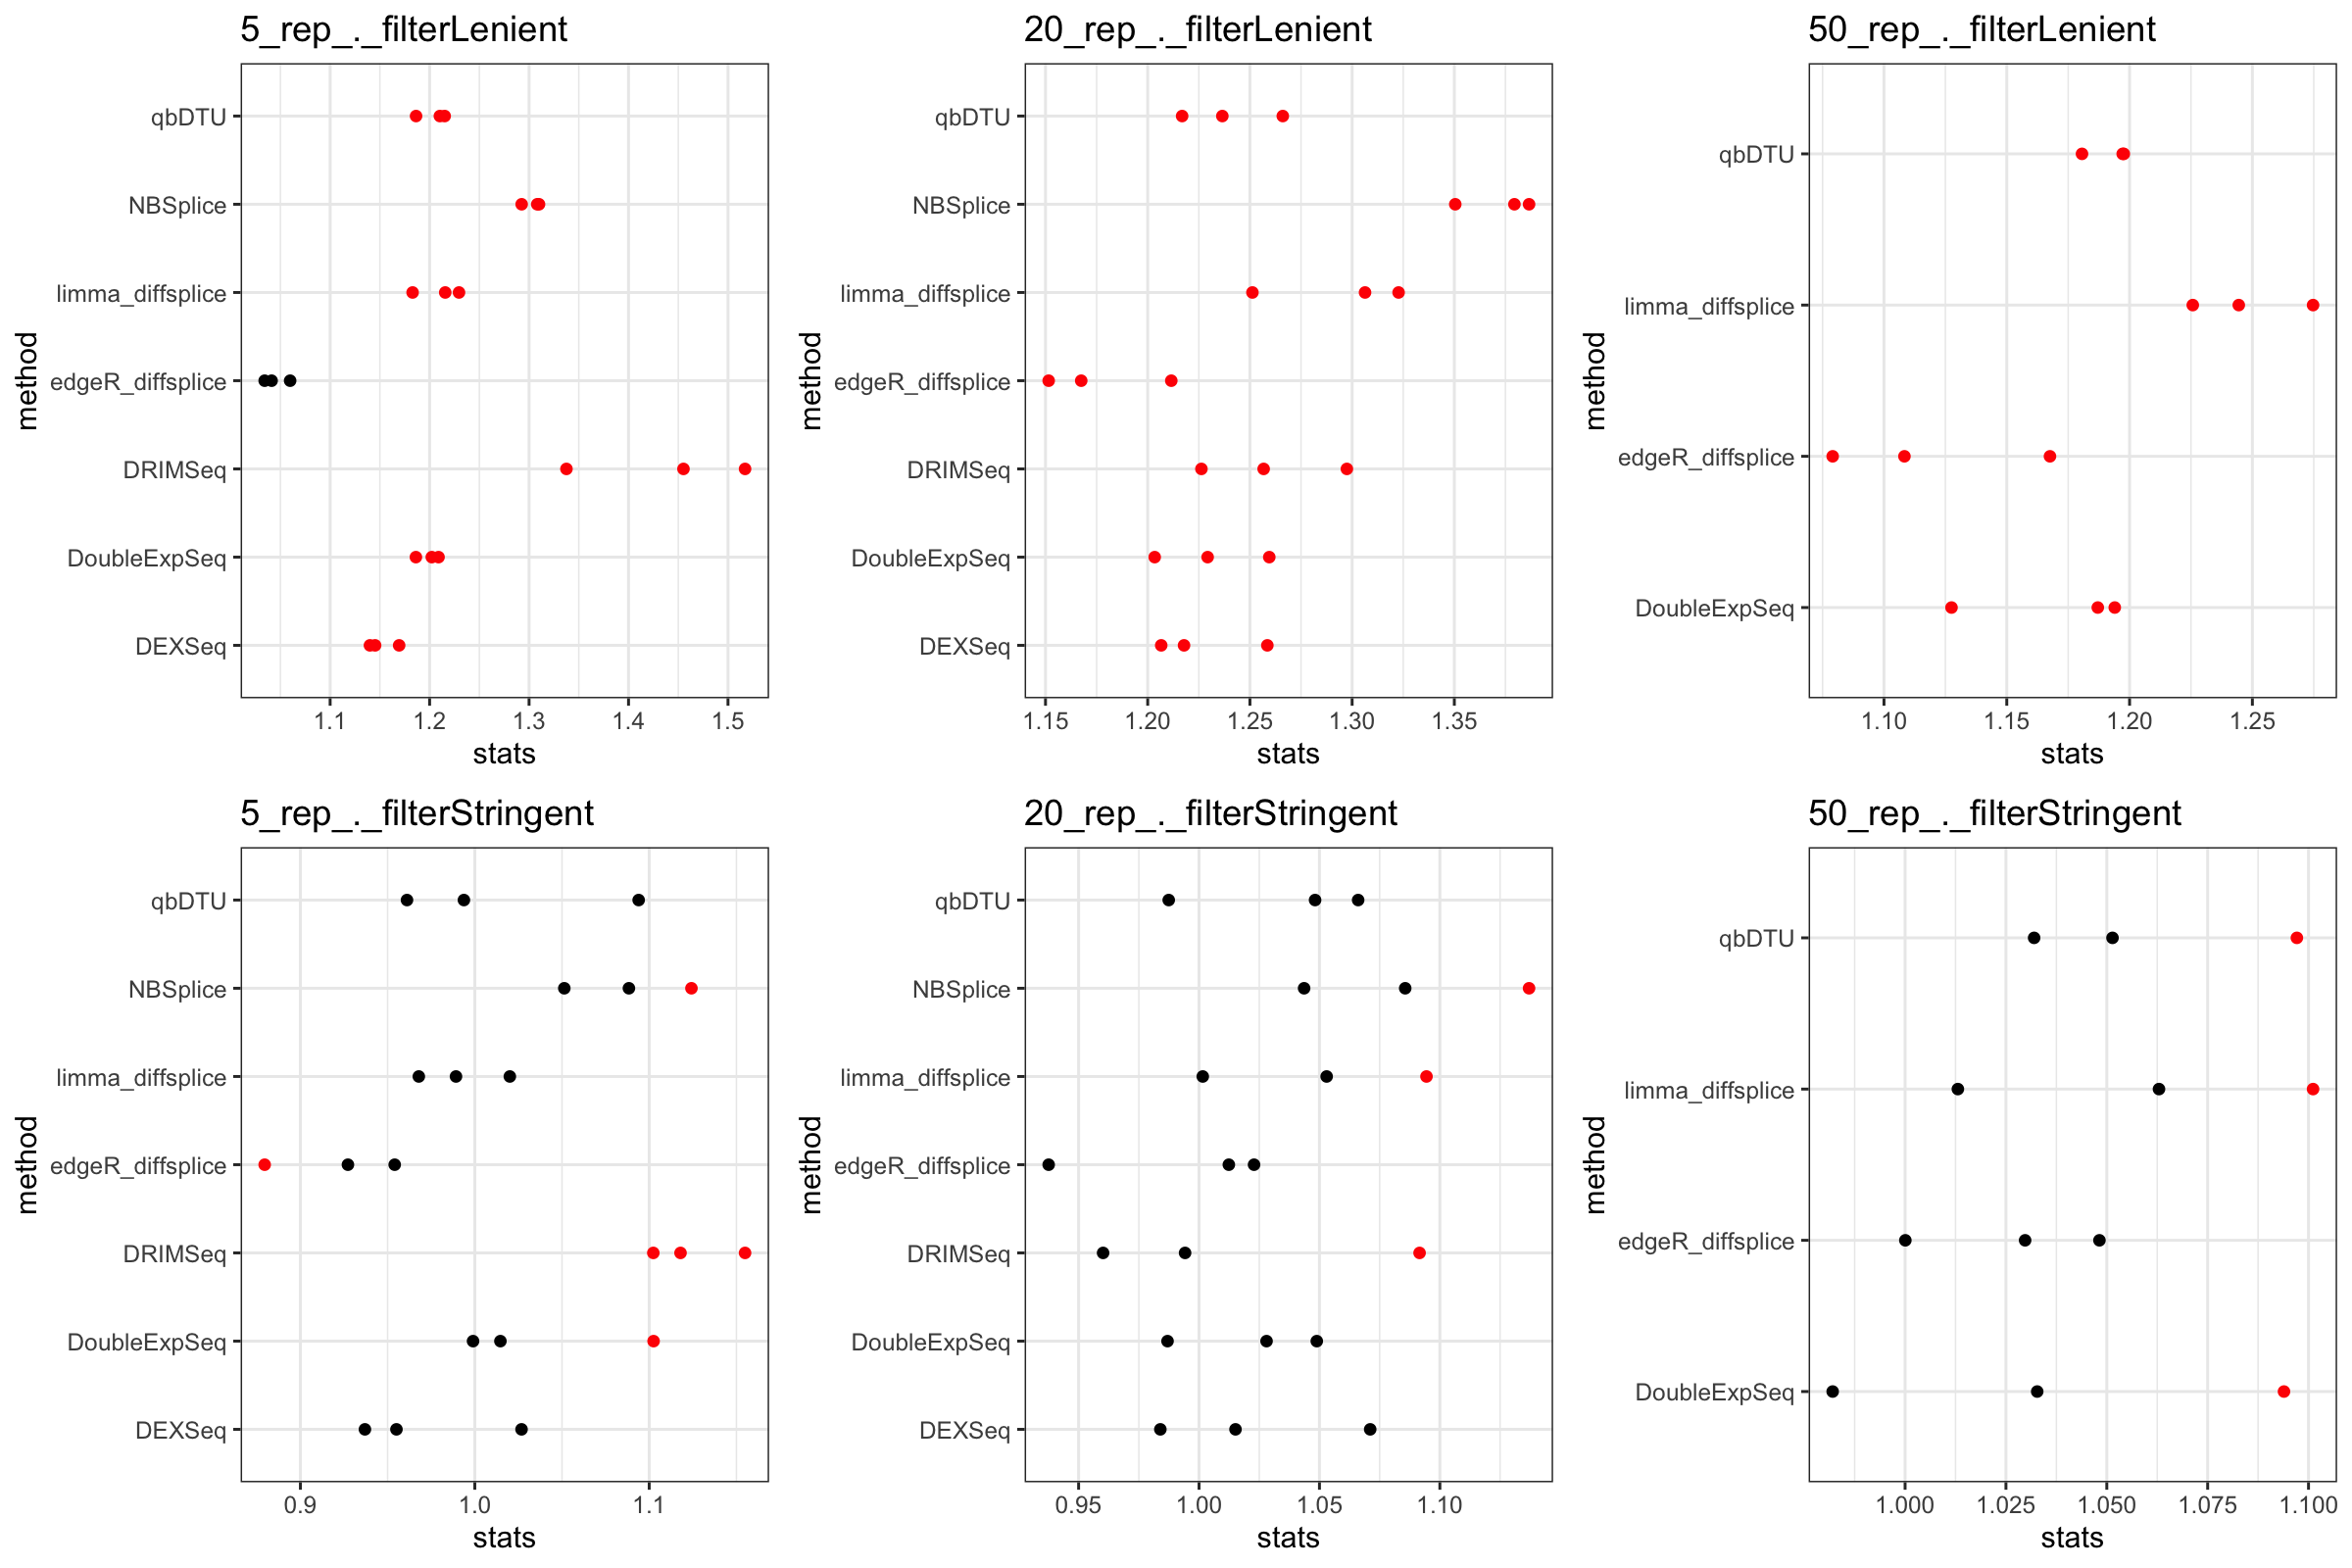 5_rep_._filterLenient
qbDTU
NBSplice
limma_diffsplice
edgeR_diffsplice
DRIMSeq
DoubleExpSeq
DEXSeq
method
1.1 1.2 1.3 1.4 1.5
stats
20_rep_._filterLenient
qbDTU
NBSplice
limma_diffsplice
edgeR_diffsplice
DRIMSeq
DoubleExpSeq
DEXSeq
method
1.15 1.20 1.25 1.30 1.35
stats
50_rep_._filterLenient
qbDTU
limma_diffsplice
edgeR_diffsplice
DoubleExpSeq
method
1.10 1.15 1.20 1.25
stats
5_rep_._filterStringent
qbDTU
NBSplice
limma_diffsplice
edgeR_diffsplice
DRIMSeq
DoubleExpSeq
DEXSeq
method
0.9 1.0 1.1
stats
20_rep_._filterStringent
qbDTU
NBSplice
limma_diffsplice
edgeR_diffsplice
DRIMSeq
DoubleExpSeq
DEXSeq
method
0.95 1.00 1.05 1.10
stats
50_rep_._filterStringent
qbDTU
limma_diffsplice
edgeR_diffsplice
DoubleExpSeq
method
1.000 1.025 1.050 1.075 1.100
stats